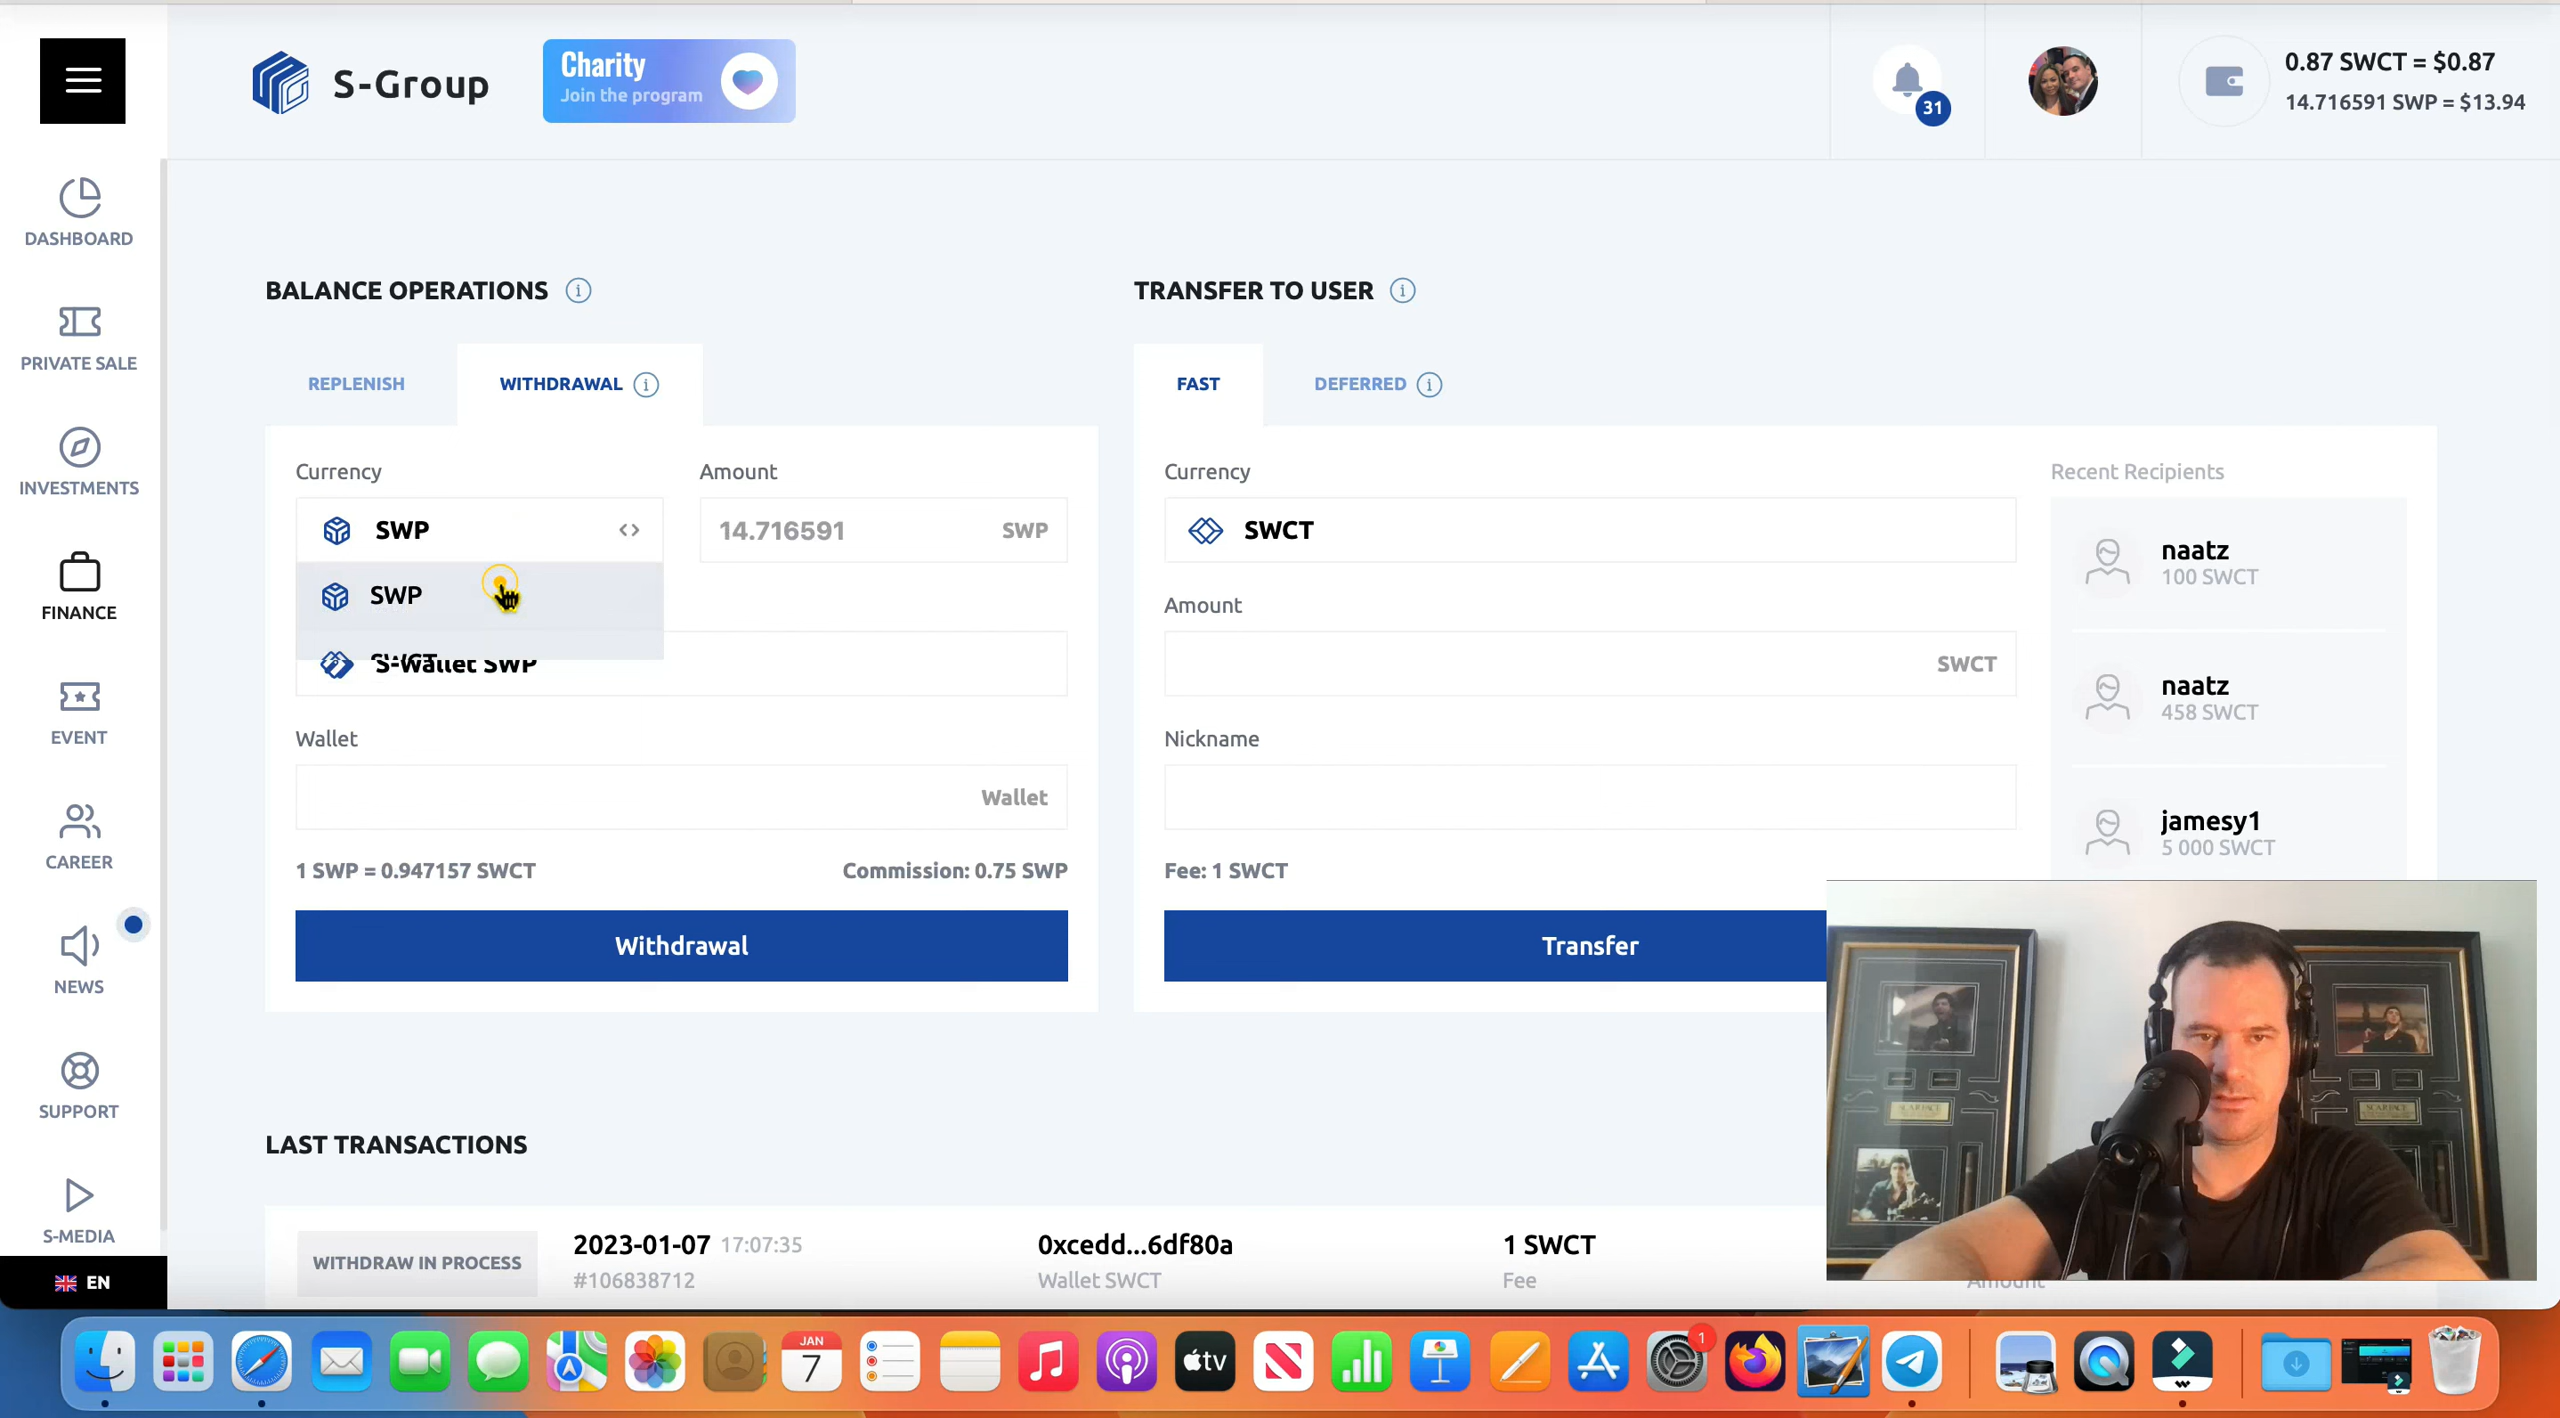 S-Group
Charity
Join the program
31
0.87 SWCT = $0.87
14.716591 SWP = $13.94
DASHBOARD
PRIVATE SALE
INVESTMENTS
FINANCE
EVENT
CAREER
NEWS
SUPPORT
S-MEDIA
EN
BALANCE OPERATIONS
REPLENISH
WITHDRAWAL
Currency
Amount
SWP
14.716591 SWP
SWP
S-Wallet SWP
Wallet
Wallet
1 SWP = 0.947157 SWCT
Commission: 0.75 SWP
Withdrawal
TRANSFER TO USER
FAST
DEFERRED
Currency
SWCT
Amount
SWCT
Nickname
Fee: 1 SWCT
Transfer
Recent Recipients
naatz
100 SWCT
naatz
458 SWCT
jamesy1
5 000 SWCT
LAST TRANSACTIONS
WITHDRAW IN PROCESS
2023-01-07 17:07:35
#106838712
0xcedd...6df80a
Wallet SWCT
1 SWCT
Fee
Amount
JAN
7
tv
1